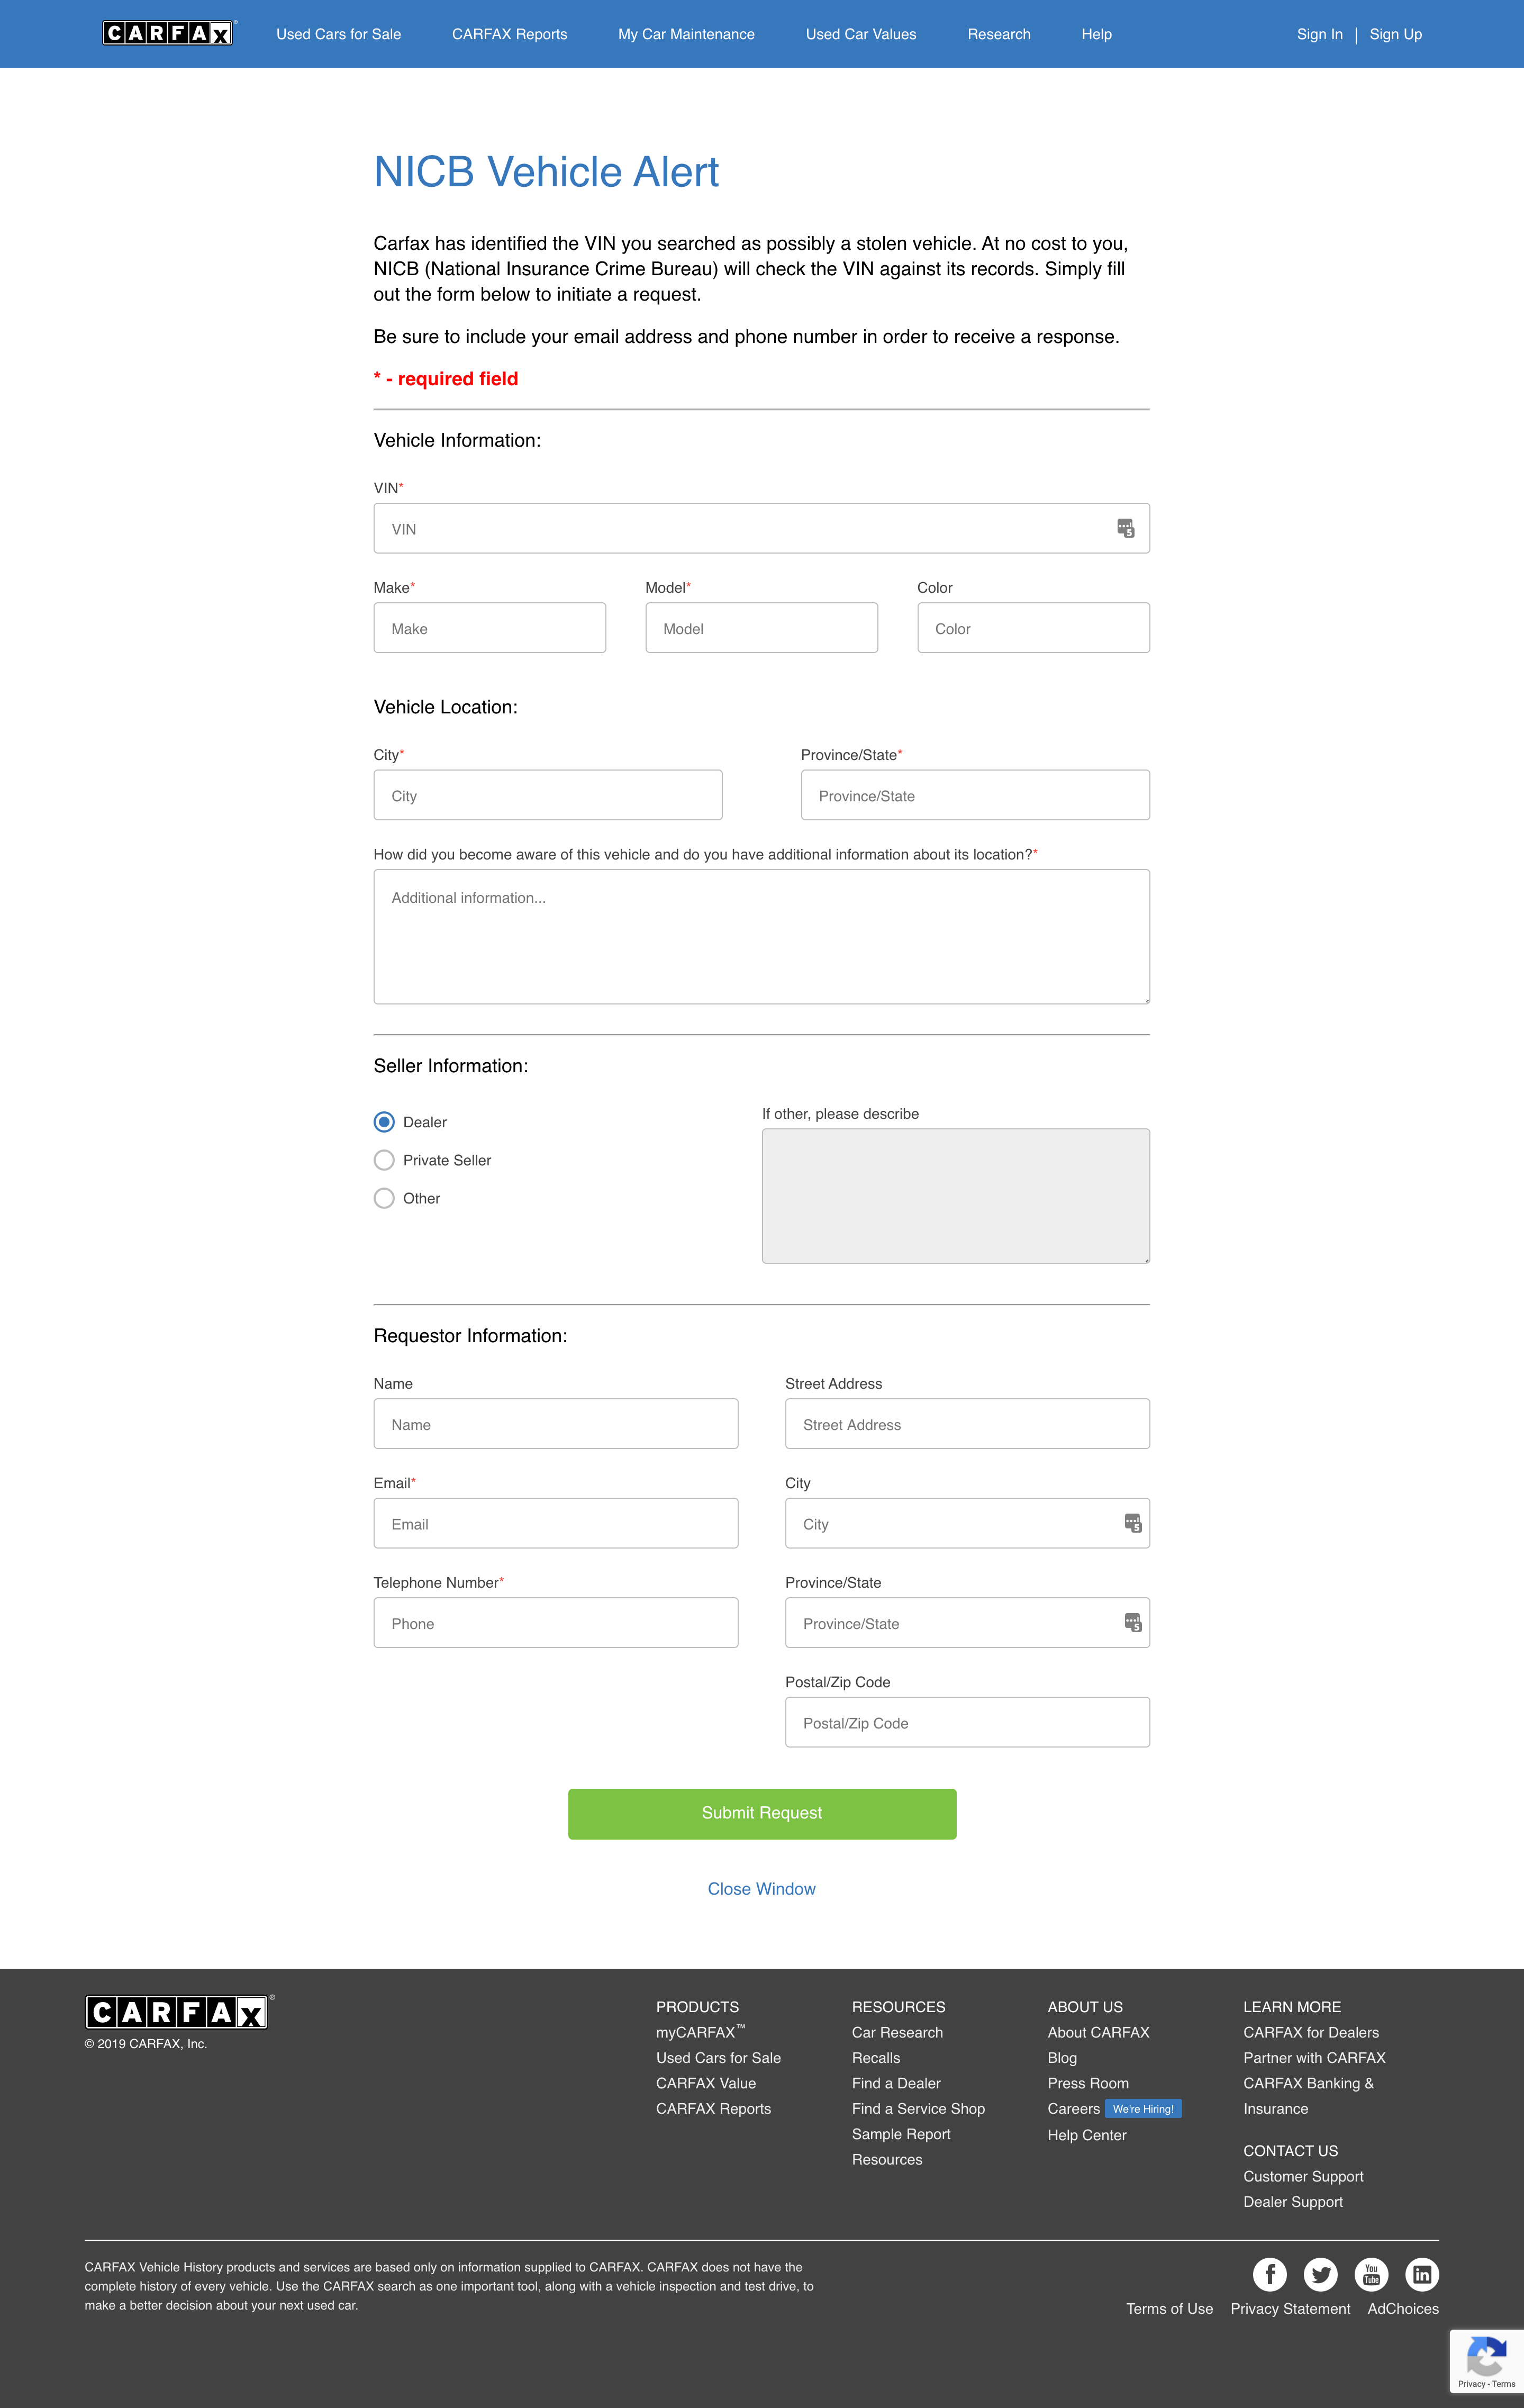 CARFAX®
Used Cars for Sale
CARFAX Reports
My Car Maintenance
Used Car Values
Research
Help
Sign In | Sign Up
NICB Vehicle Alert
Carfax has identified the VIN you searched as possibly a stolen vehicle. At no cost to you,
NICB (National Insurance Crime Bureau) will check the VIN against its records. Simply fill
out the form below to initiate a request.
Be sure to include your email address and phone number in order to receive a response.
* - required field
Vehicle Information:
VIN*
VIN
5
Make*
Make
Model*
Model
Color
Color
Vehicle Location:
City*
City
Province/State*
Province/State
How did you become aware of this vehicle and do you have additional information about its location?*
Additional information...
Seller Information:
Dealer
Private Seller
Other
If other, please describe
Requestor Information:
Name
Name
Email*
Email
Telephone Number*
Phone
Street Address
Street Address
City
City
5
Province/State
Province/State
5
Postal/Zip Code
Postal/Zip Code
Submit Request
Close Window
CARFAX®
© 2019 CARFAX, Inc.
PRODUCTS
myCARFAX™
Used Cars for Sale
CARFAX Value
CARFAX Reports
RESOURCES
Car Research
Recalls
Find a Dealer
Find a Service Shop
Sample Report
Resources
ABOUT US
About CARFAX
Blog
Press Room
Careers We're Hiring!
Help Center
LEARN MORE
CARFAX for Dealers
Partner with CARFAX
CARFAX Banking &
Insurance
CONTACT US
Customer Support
Dealer Support
CARFAX Vehicle History products and services are based only on information supplied to CARFAX. CARFAX does not have the
complete history of every vehicle. Use the CARFAX search as one important tool, along with a vehicle inspection and test drive, to
make a better decision about your next used car.
f
You
Tube
in
Terms of Use
Privacy Statement
AdChoices
Privacy - Terms